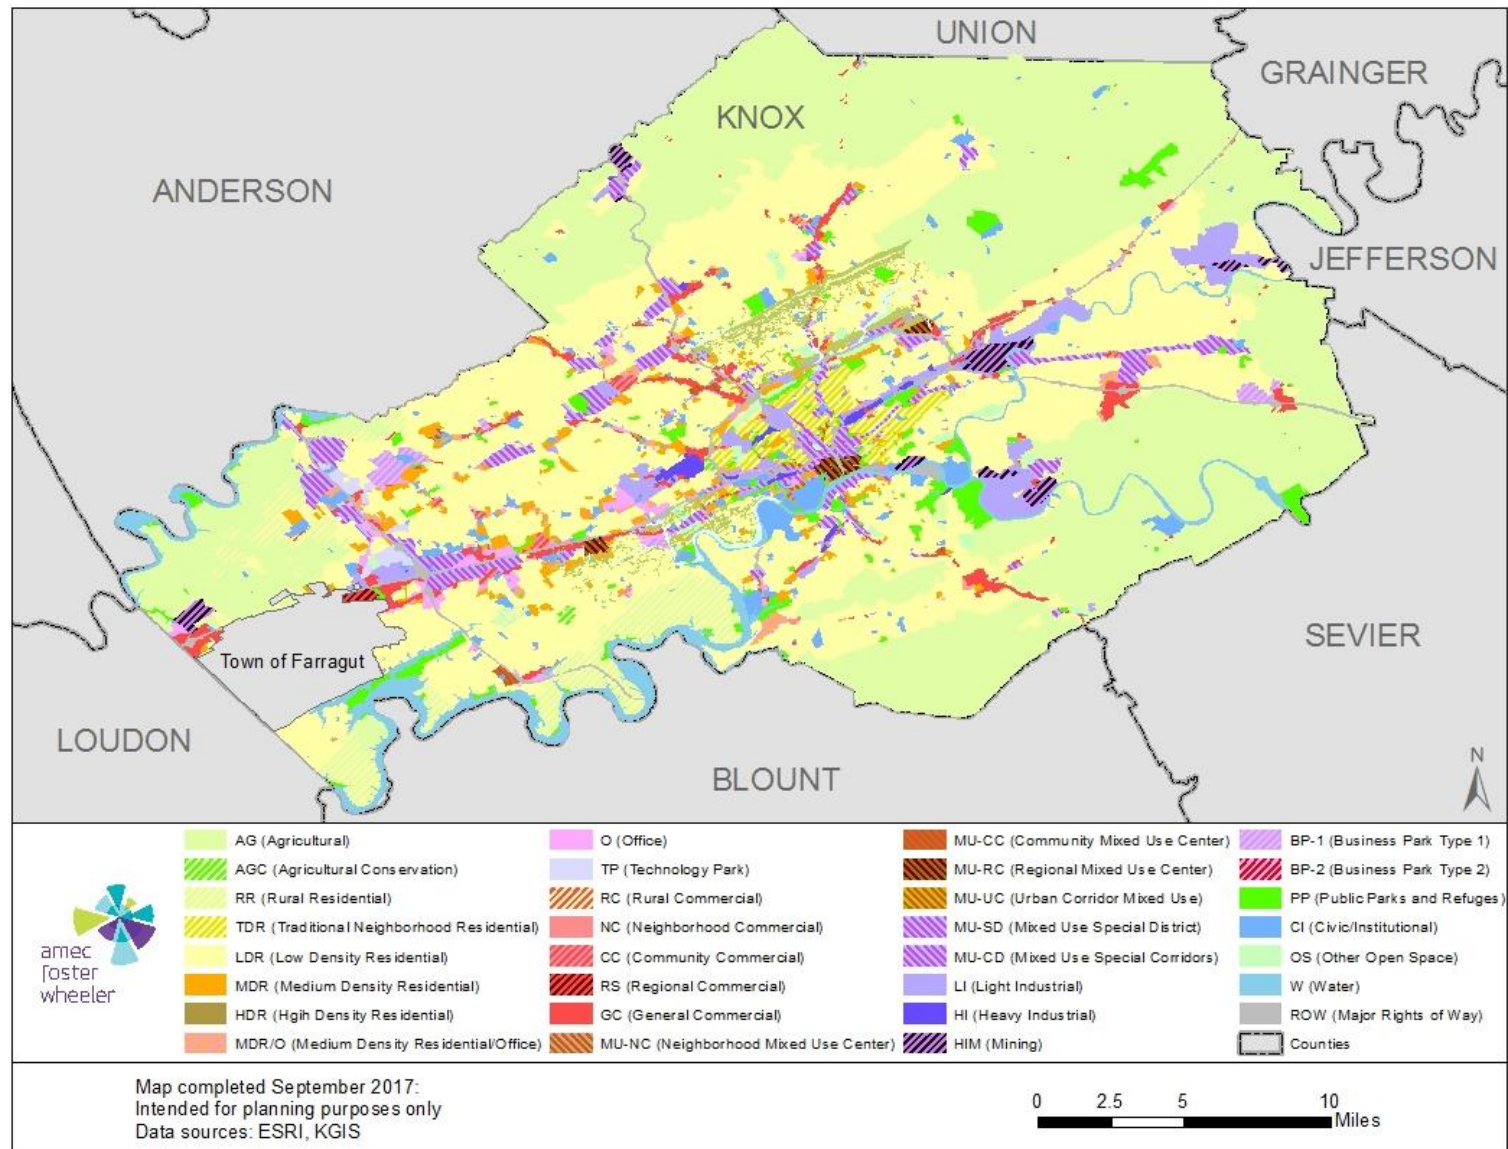 UNION
GRAINGER
KNOX
ANDERSON
JEFFERSON
SEVIER
Town of Farragut
LOUDON
BLOUNT
N
AG (Agricultural)
AGC (Agricultural Conservation)
RR (Rural Residential)
TDR (Traditional Neighborhood Residential)
LDR (Low Density Residential)
MDR (Medium Density Residential)
HDR (Hgih Density Residential)
MDR/O (Medium Density Residential/Office)
O (Office)
TP (Technology Park)
RC (Rural Commercial)
NC (Neighborhood Commercial)
CC (Community Commercial)
RS (Regional Commercial)
GC (General Commercial)
MU-NC (Neighborhood Mixed Use Center)
MU-CC (Community Mixed Use Center)
MU-RC (Regional Mixed Use Center)
MU-UC (Urban Corridor Mixed Use)
MU-SD (Mixed Use Special District)
MU-CD (Mixed Use Special Corridors)
LI (Light Industrial)
HI (Heavy Industrial)
HIM (Mining)
BP-1 (Business Park Type 1)
BP-2 (Business Park Type 2)
PP (Public Parks and Refuges)
CI (Civic/Institutional)
OS (Other Open Space)
W (Water)
ROW (Major Rights of Way)
Counties
amec
foster
wheeler
Map completed September 2017:
Intended for planning purposes only
Data sources: ESRI, KGIS
0 2.5 5 10
Miles